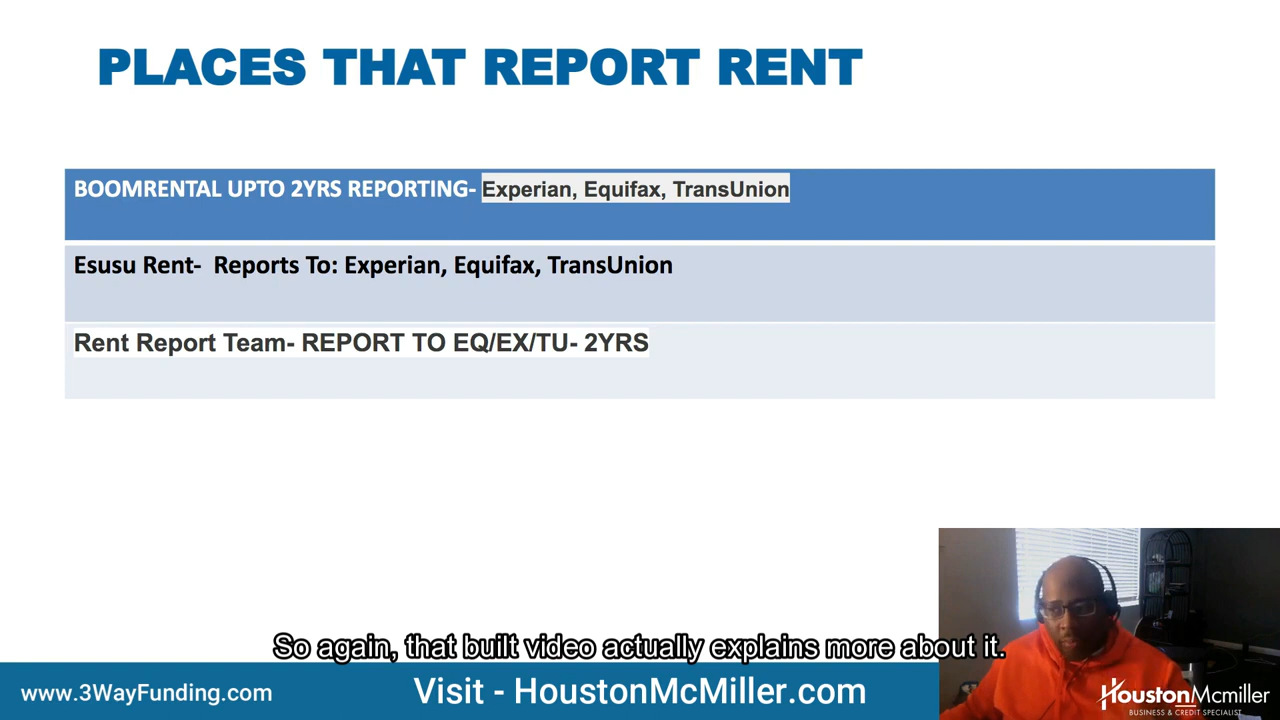 PLACES THAT REPORT RENT
BOOMRENTAL UPTO 2YRS REPORTING- Experian, Equifax, TransUnion
Esusu Rent- Reports To: Experian, Equifax, TransUnion
Rent Report Team- REPORT TO EQ/EX/TU- 2YRS
So again, that built video actually explains more about it.
www.3WayFunding.com
Visit - HoustonMcMiller.com
HoustonMcmiller
BUSINESS & CREDIT SPECIALIST